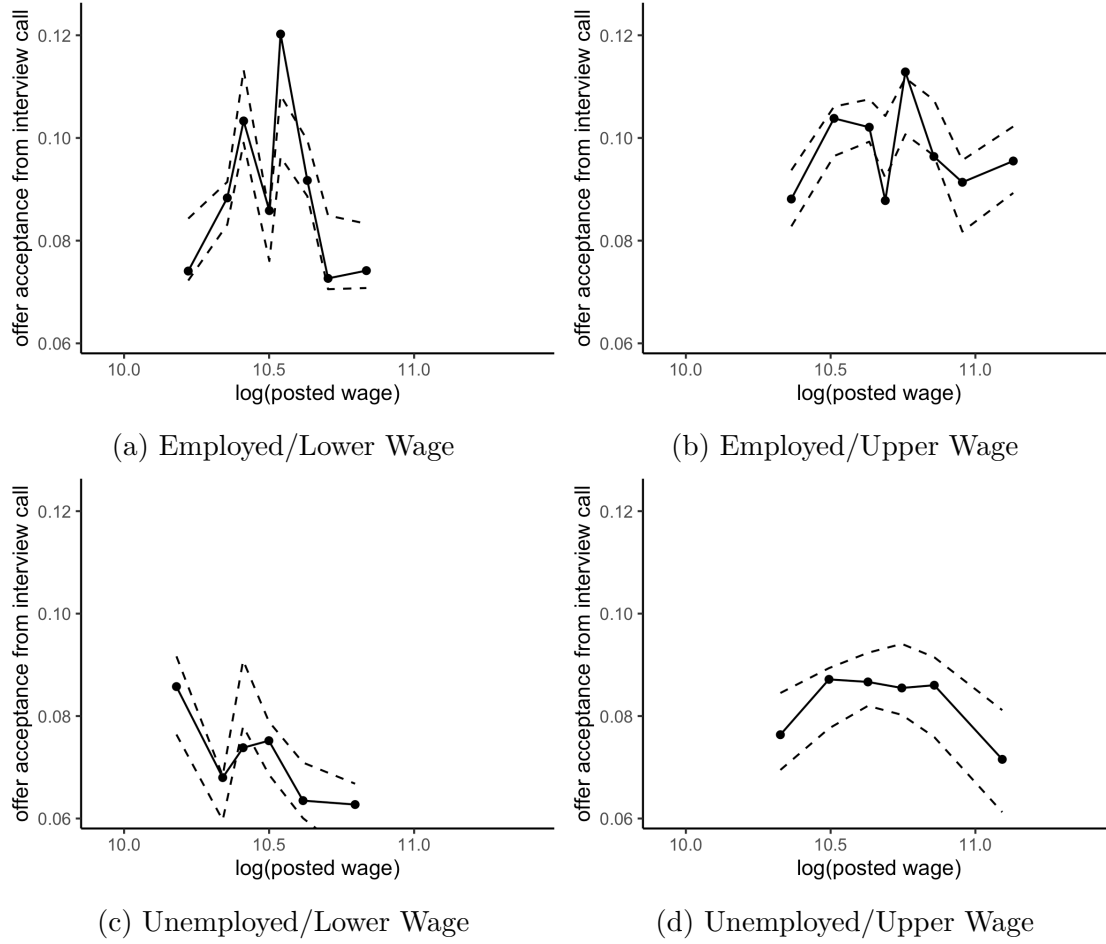 offer acceptance from interview call
0.12
0.10
0.08
0.06
10.0 10.5 11.0
log(posted wage)
(a) Employed/Lower Wage
offer acceptance from interview call
0.12
0.10
0.08
0.06
10.0 10.5 11.0
log(posted wage)
(b) Employed/Upper Wage
offer acceptance from interview call
0.12
0.10
0.08
0.06
10.0 10.5 11.0
log(posted wage)
(c) Unemployed/Lower Wage
offer acceptance from interview call
0.12
0.10
0.08
0.06
10.0 10.5 11.0
log(posted wage)
(d) Unemployed/Upper Wage